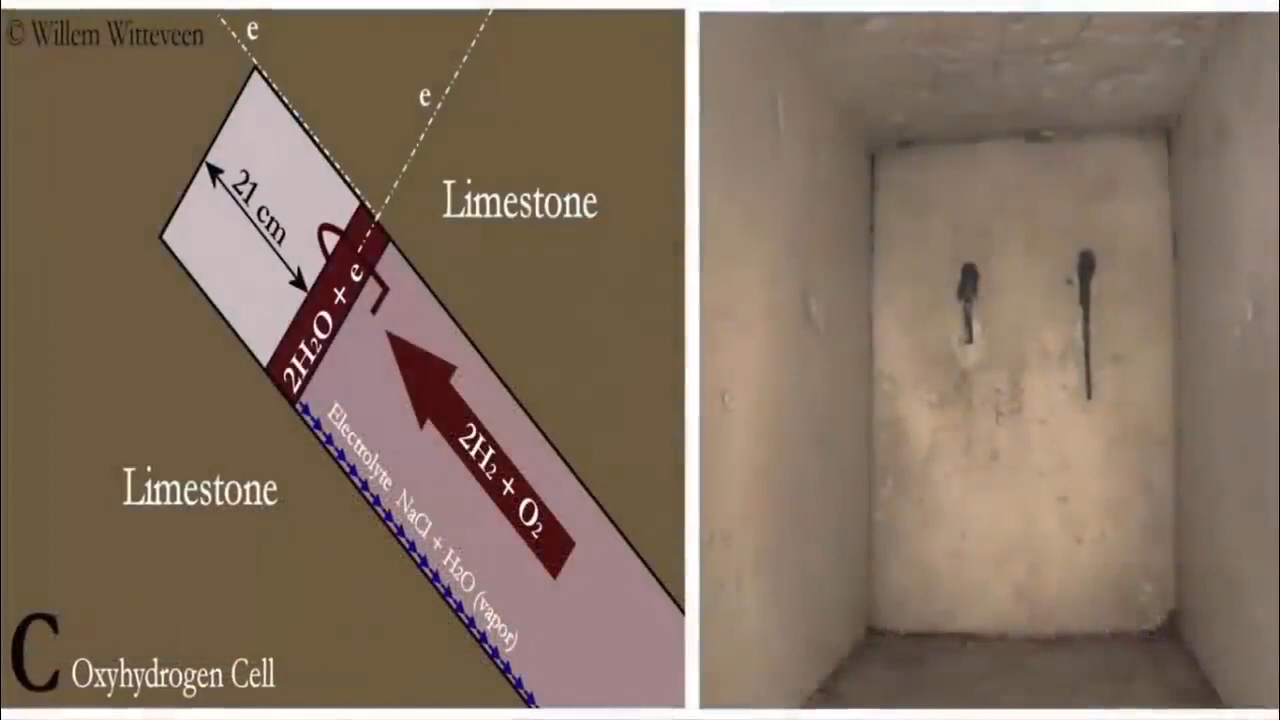 © Willem Witteveen
e
e
Limestone
21 cm
2H₂O + e
2H₂ + O₂
Electrolyte NaCl + H₂O (vapor)
Limestone
C Oxyhydrogen Cell